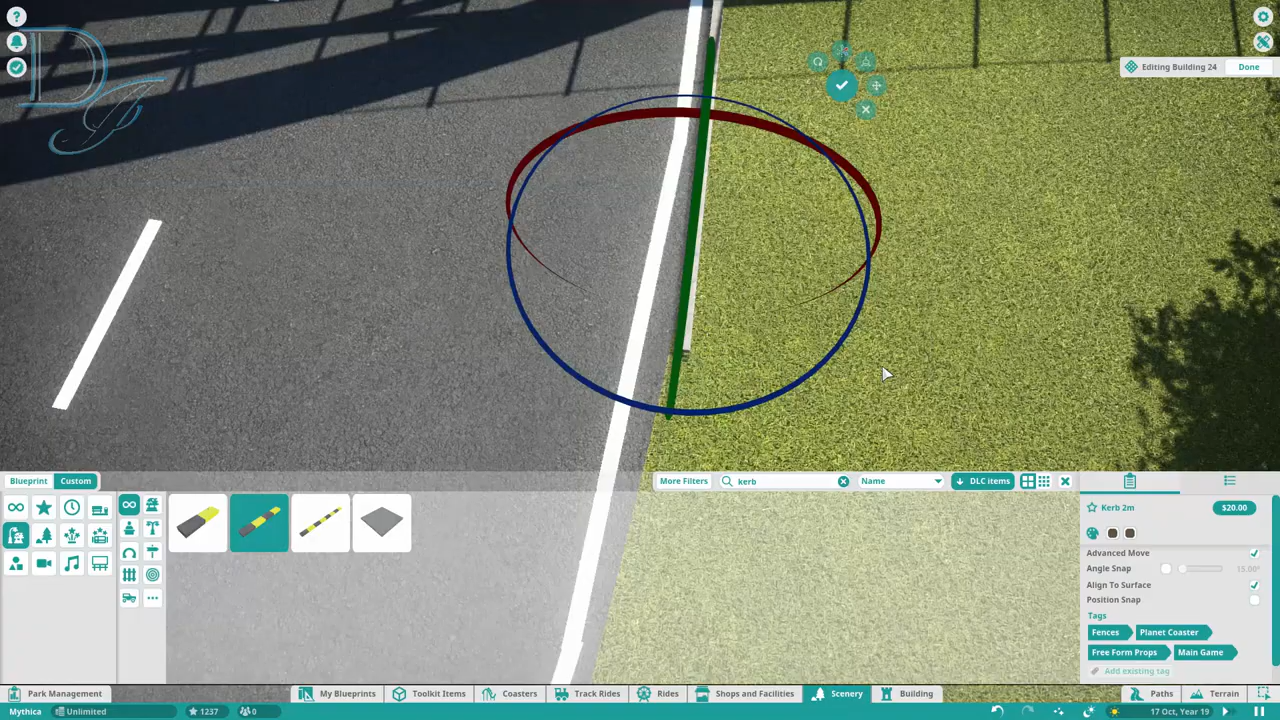 ?
DJ
Editing Building 24 Done
Blueprint Custom
More Filters kerb Name DLC items
Kerb 2m $20.00
Advanced Move
Angle Snap 15.00°
Align To Surface
Position Snap
Tags
Fences Planet Coaster
Free Form Props Main Game
Add existing tag
Park Management My Blueprints Toolkit Items Coasters Track Rides Rides Shops and Facilities Scenery Building Paths Terrain
Mythica Unlimited 1237 0 17 Oct, Year 19